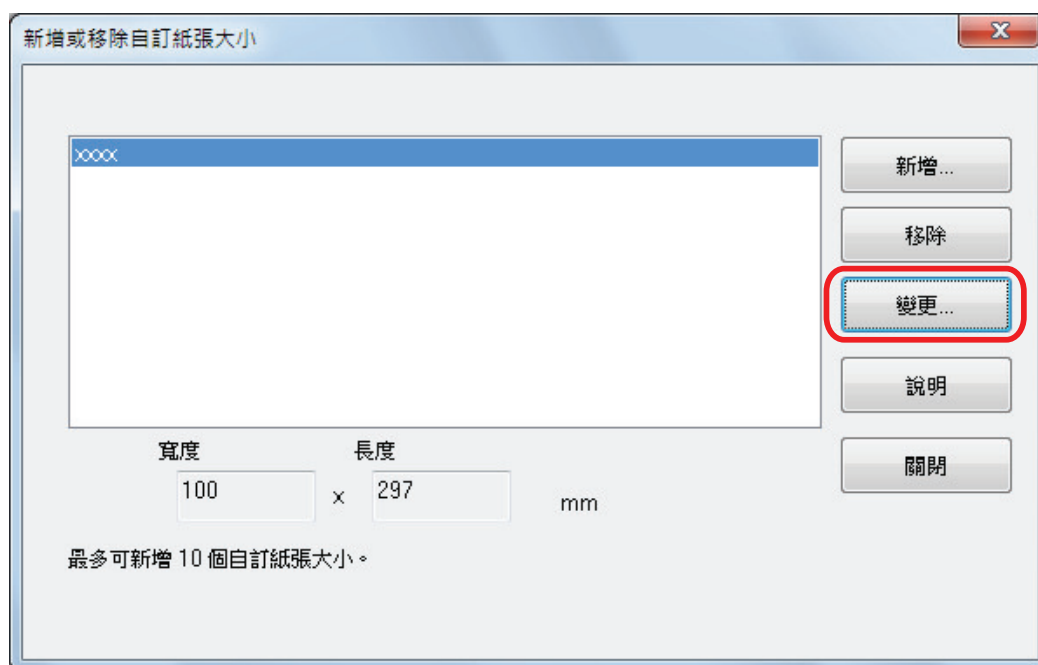 新增或移除自訂紙張大小
xxxx
新增...
移除
變更...
說明
關閉
寬度 長度
100 x 297 mm
最多可新增 10 個自訂紙張大小。